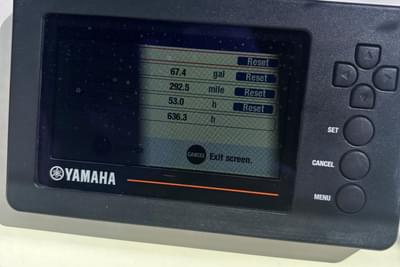 Reset
67.4 gal Reset
292.5 mile Reset
53.0 h Reset
636.3 h
CANCEL Exit screen.
YAMAHA
SET
CANCEL
MENU